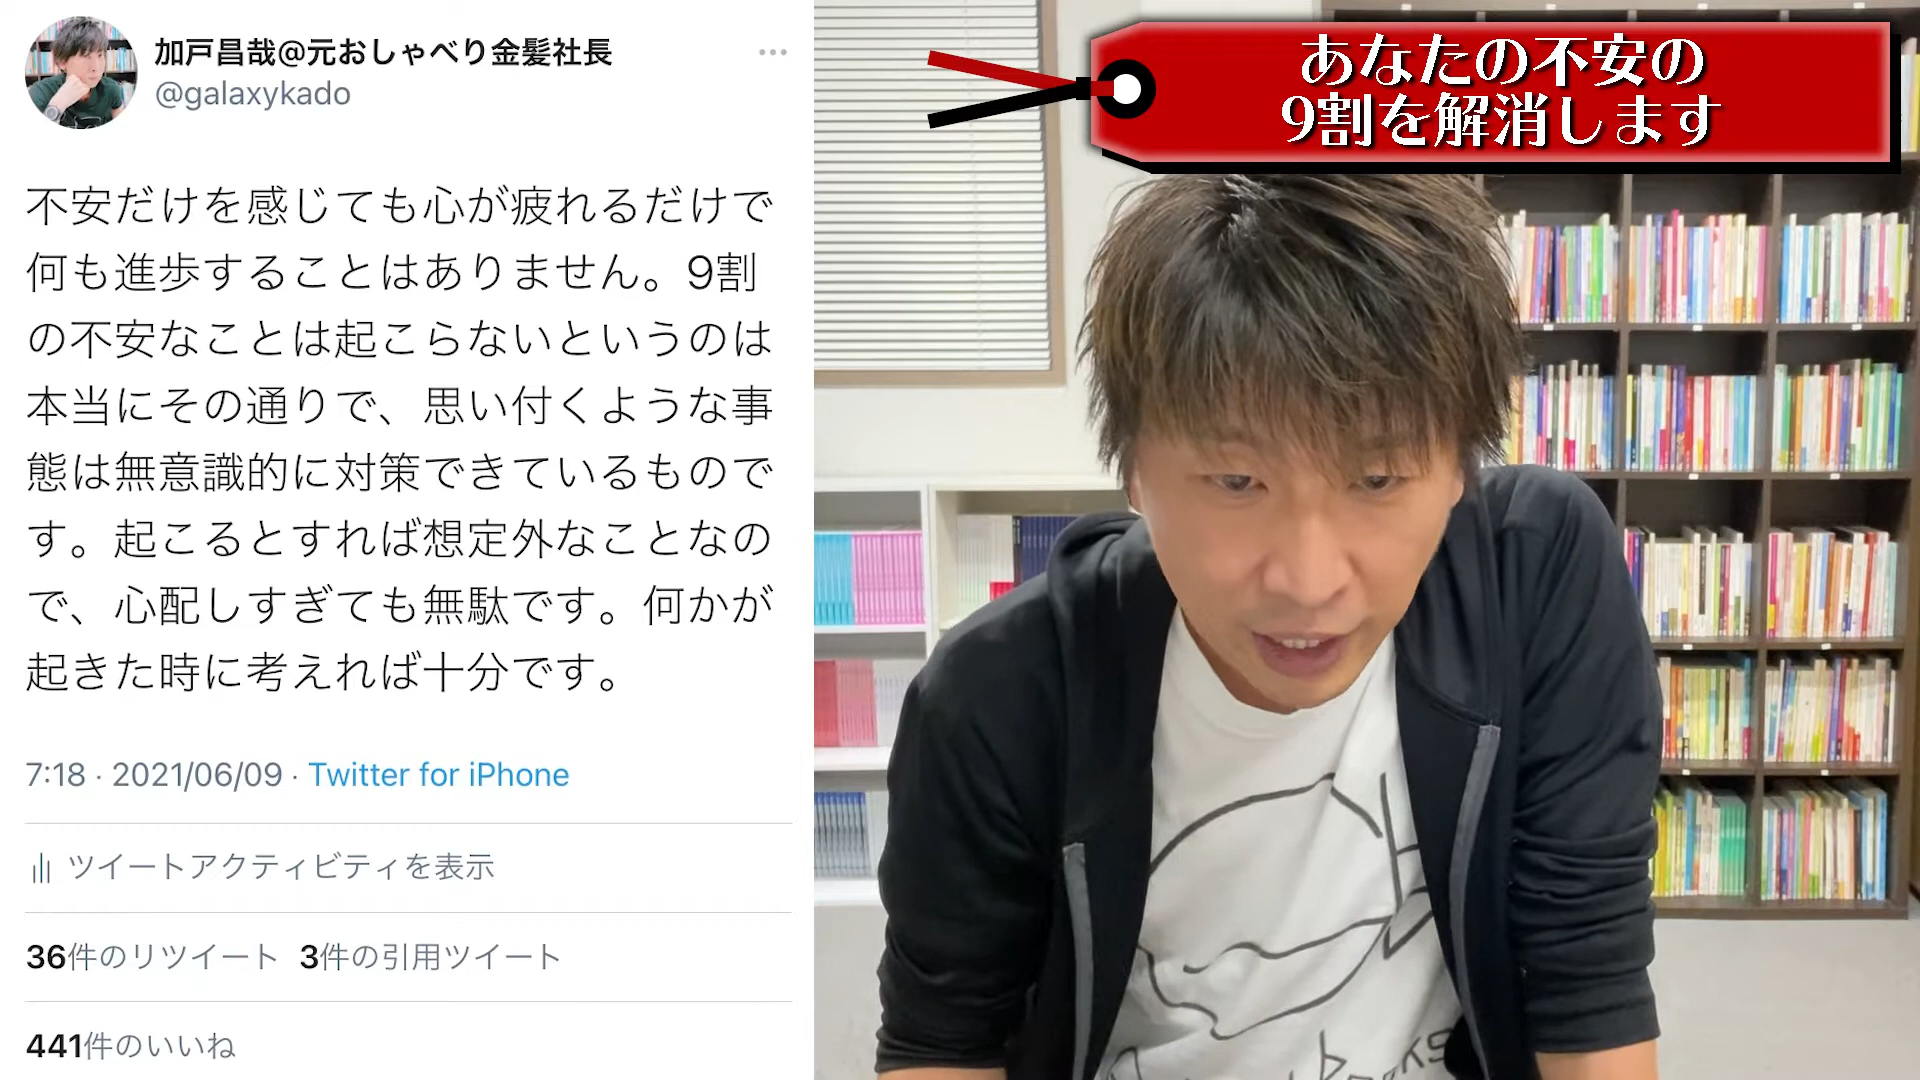 加戸昌哉@元おしゃべり金髪社長
@galaxykado
不安だけを感じても心が疲れるだけで
何も進歩することはありません。9割
の不安なことは起こらないというのは
本当にその通りで、思い付くような事
態は無意識的に対策できているもので
す。起こるとすれば想定外なことなの
で、心配しすぎても無駄です。何かが
起きた時に考えれば十分です。
7:18 · 2021/06/09 · Twitter for iPhone
ツイートアクティビティを表示
36件のリツイート 3件の引用ツイート
441件のいいね
あなたの不安の
9割を解消します